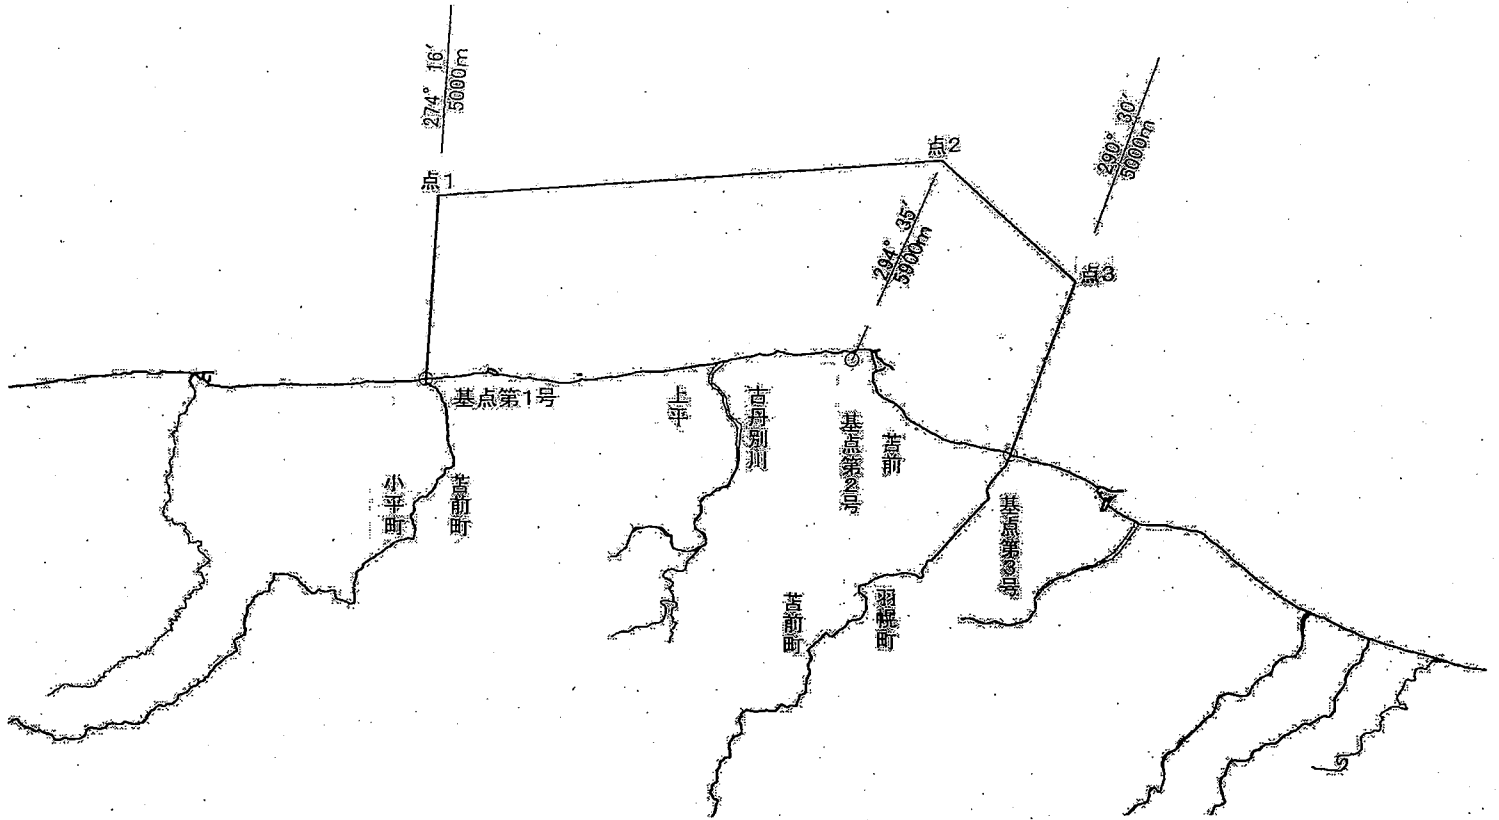 274° 16′
5000m
点1
点2
290° 30′
5000m
294° 35′
5900m
点3
基点第1号
上平
古丹別川
基点第2号
苫前
小平町
苫前町
基点第3号
苫前町
羽幌町